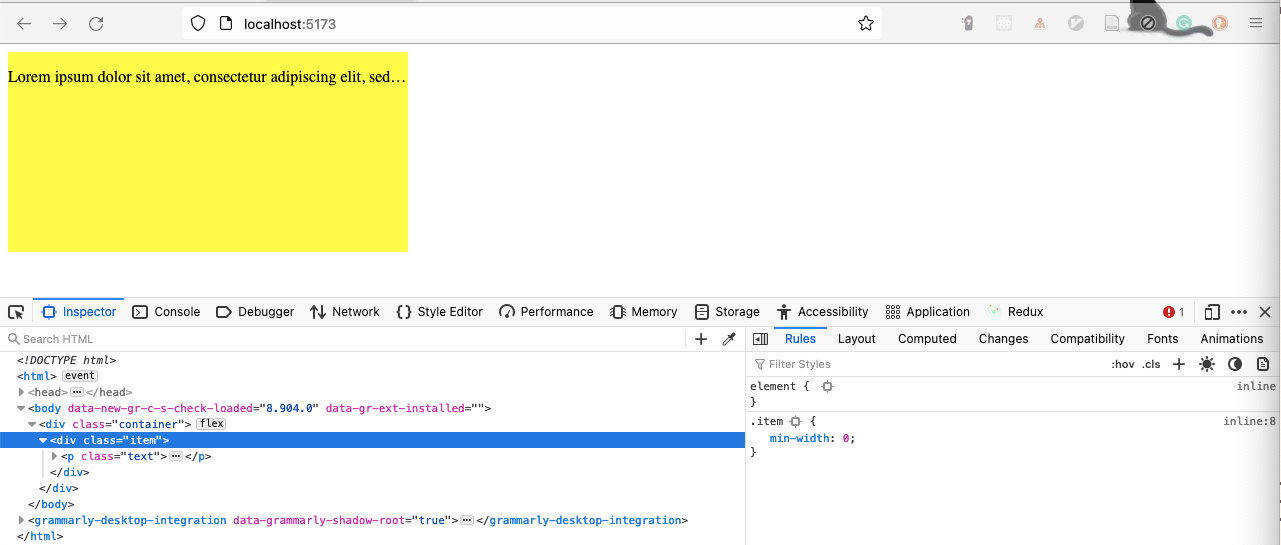 localhost:5173
Lorem ipsum dolor sit amet, consectetur adipiscing elit, sed…
Inspector Console Debugger Network Style Editor Performance Memory Storage Accessibility Application Redux 1
Search HTML
Rules Layout Computed Changes Compatibility Fonts Animations
Filter Styles :hov .cls
<!DOCTYPE html>
<html> event
<head> ⋯ </head>
<body data-new-gr-c-s-check-loaded="8.904.0" data-gr-ext-installed="">
<div class="container"> flex
<div class="item">
<p class="text"> ⋯ </p>
</div>
</div>
</body>
<grammarly-desktop-integration data-grammarly-shadow-root="true"> ⋯ </grammarly-desktop-integration>
</html>
element { inline
}
.item { inline:8
min-width: 0;
}